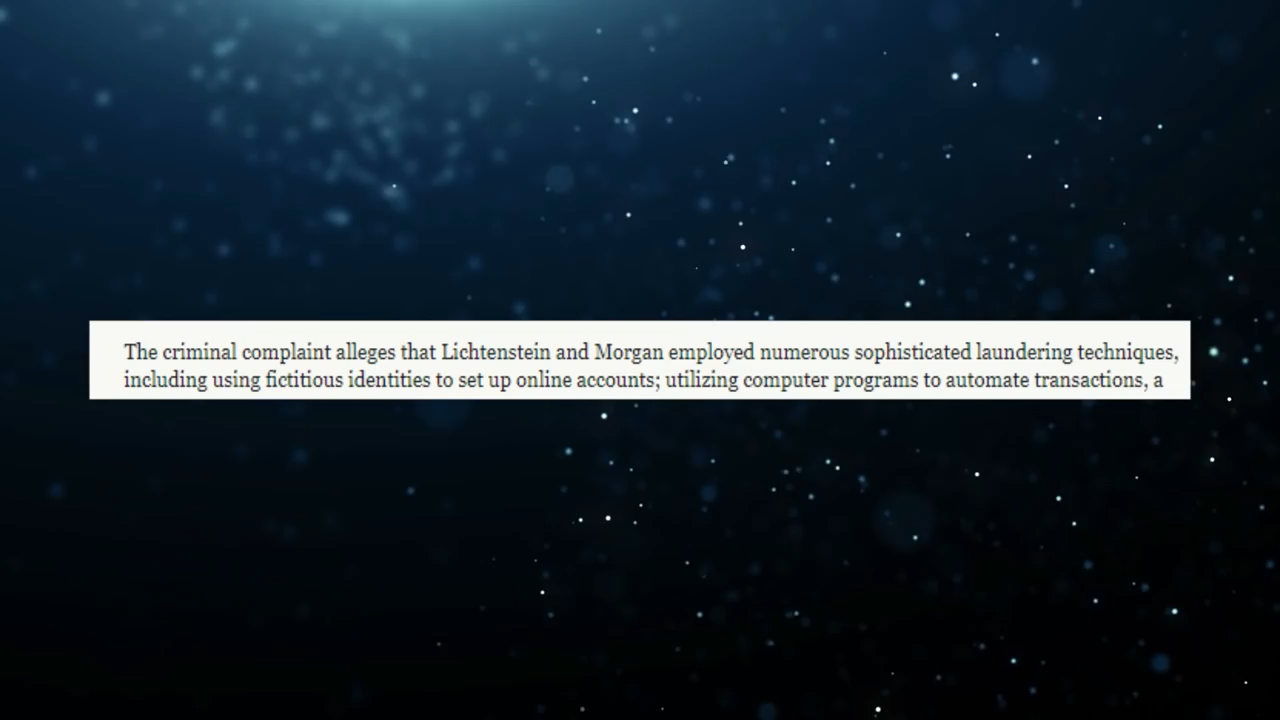 The criminal complaint alleges that Lichtenstein and Morgan employed numerous sophisticated laundering techniques,
including using fictitious identities to set up online accounts; utilizing computer programs to automate transactions, a